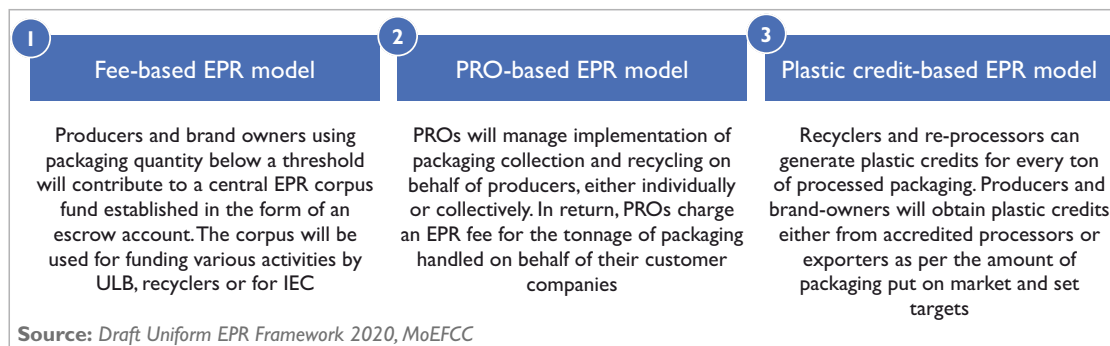 1
Fee-based EPR model
Producers and brand owners using
packaging quantity below a threshold
will contribute to a central EPR corpus
fund established in the form of an
escrow account. The corpus will be
used for funding various activities by
ULB, recyclers or for IEC
2
PRO-based EPR model
PROs will manage implementation of
packaging collection and recycling on
behalf of producers, either individually
or collectively. In return, PROs charge
an EPR fee for the tonnage of packaging
handled on behalf of their customer
companies
3
Plastic credit-based EPR model
Recyclers and re-processors can
generate plastic credits for every ton
of processed packaging. Producers and
brand-owners will obtain plastic credits
either from accredited processors or
exporters as per the amount of
packaging put on market and set
targets
Source: Draft Uniform EPR Framework 2020, MoEFCC